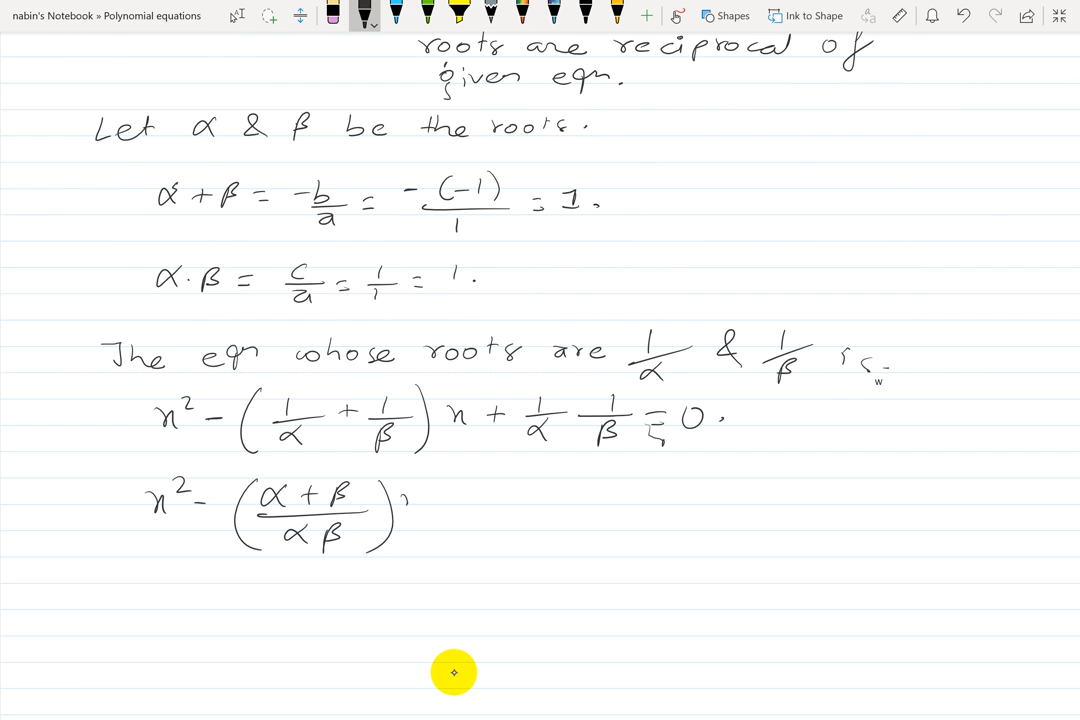 nabin's Notebook » Polynomial equations
Shapes Ink to Shape
roots are reciprocal of
given eqn.
Let α & β be the roots.
α + β = -b/a = -(-1)/1 = 1.
α . β = c/a = 1/1 = 1.
The eqn whose roots are 1/α & 1/β is
x² - (1/α + 1/β) x + 1/α 1/β = 0.
x² - (α + β / α β)